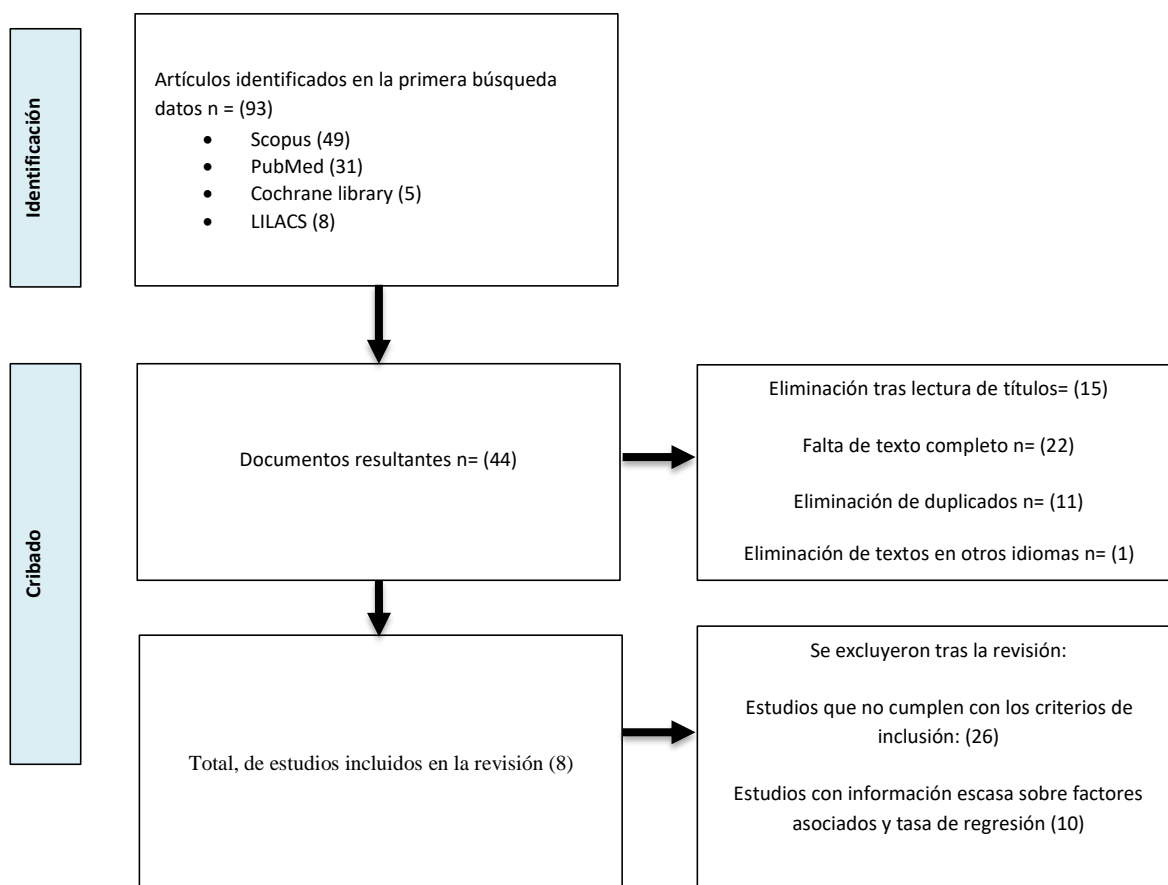 Identificación
Artículos identificados en la primera búsqueda
datos n = (93)
• Scopus (49)
• PubMed (31)
• Cochrane library (5)
• LILACS (8)
Cribado
Documentos resultantes n= (44)
Eliminación tras lectura de títulos= (15)
Falta de texto completo n= (22)
Eliminación de duplicados n= (11)
Eliminación de textos en otros idiomas n= (1)
Total, de estudios incluidos en la revisión (8)
Se excluyeron tras la revisión:
Estudios que no cumplen con los criterios de
inclusión: (26)
Estudios con información escasa sobre factores
asociados y tasa de regresión (10)